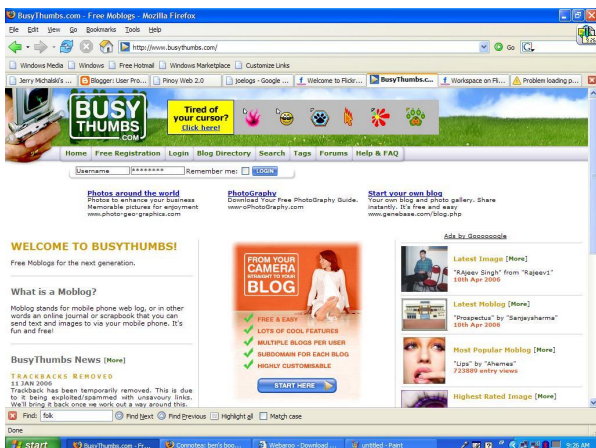 BusyThumbs.com - Free Moblogs - Mozilla Firefox
File Edit View Go Bookmarks Tools Help
http://www.busythumbs.com/ Go
Windows Media Windows Free Hotmail Windows Marketplace Customize Links
Jerry Michalski's ... Blogger: User Pro... Pinoy Web 2.0 joelogs - Google ... Welcome to Flickr... BusyThumbs.c... Workspace on Fli... Problem loading p...
BUSY
THUMBS
.COM
Tired of
your cursor?
Click here!
Home Free Registration Login Blog Directory Search Tags Forums Help & FAQ
Username ******** Remember me: LOGIN
Photos around the world
Photos to enhance your business
Memorable pictures for enjoyment
www.photo-geo-graphics.com
PhotoGraphy
Download Your Free PhotoGraphy Guide.
www-oPhotoGraphy.com
Start your own blog
Your own blog and photo gallery. Share
instantly. It's free and easy
www.genebase.com/blog.php
Ads by Goooooogle
WELCOME TO BUSYTHUMBS!
Free Moblogs for the next generation.
What is a Moblog?
Moblog stands for mobile phone web log, or in other
words an online journal or scrapbook that you can
send text and images to via your mobile phone. It's
fun and free!
BusyThumbs News [More]
TRACKBACKS REMOVED
11 JAN 2006
Trackback has been temporarily removed. This is due
to it being exploited/spammed with unsavoury links.
We'll bring it back once we work out a way around this.
FROM YOUR
CAMERA
STRAIGHT TO YOUR
BLOG
FREE & EASY
LOTS OF COOL FEATURES
MULTIPLE BLOGS PER USER
SUBDOMAIN FOR EACH BLOG
HIGHLY CUSTOMISABLE
START HERE
Latest Image [More]
"RAjeev Singh" from "Rajeev1"
10th Apr 2006
Latest Moblog [More]
"Prospectus" by "Sanjaysharma"
10th Apr 2006
Most Popular Moblog [More]
"Lips" by "Ahemes"
723889 entry views
Highest Rated Image [More]
Find: folk Find Next Find Previous Highlight all Match case
Done
start BusyThumbs.com - Fr... Connotea: ben's boo... Webaroo - Download ... untitled - Paint 9:26 AM